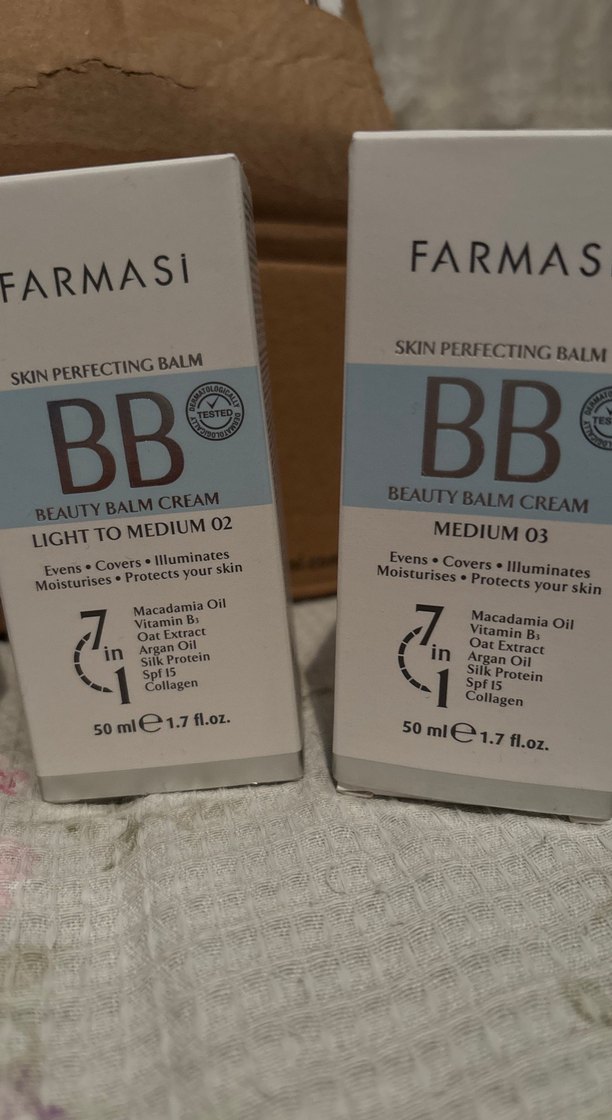 FARMASi
SKIN PERFECTING BALM
BB
DERMATOLOGICALLY
TESTED
DERMATOLOGICALLY
BEAUTY BALM CREAM
LIGHT TO MEDIUM 02
Evens • Covers • Illuminates
Moisturises • Protects your skin
7 in 1
Macadamia Oil
Vitamin B3
Oat Extract
Argan Oil
Silk Protein
Spf 15
Collagen
50 ml ℮ 1.7 fl.oz.
FARMAS
SKIN PERFECTING BALM
BB
BEAUTY BALM CREAM
MEDIUM 03
Evens • Covers • Illuminates
Moisturises • Protects your skin
7 in 1
Macadamia Oil
Vitamin B3
Oat Extract
Argan Oil
Silk Protein
Spf 15
Collagen
50 ml ℮ 1.7 fl.oz.